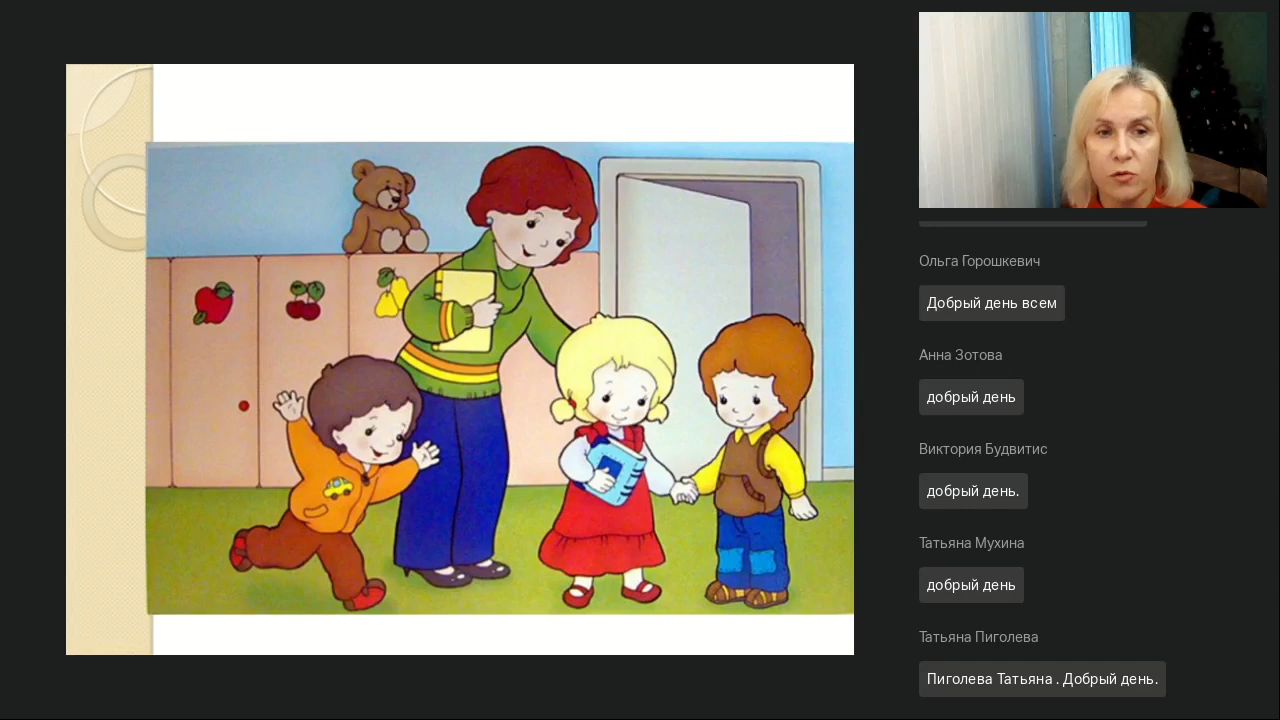 Ольга Горошкевич
Добрый день всем
Анна Зотова
добрый день
Виктория Будвитис
добрый день.
Татьяна Мухина
добрый день
Татьяна Пиголева
Пиголева Татьяна . Добрый день.